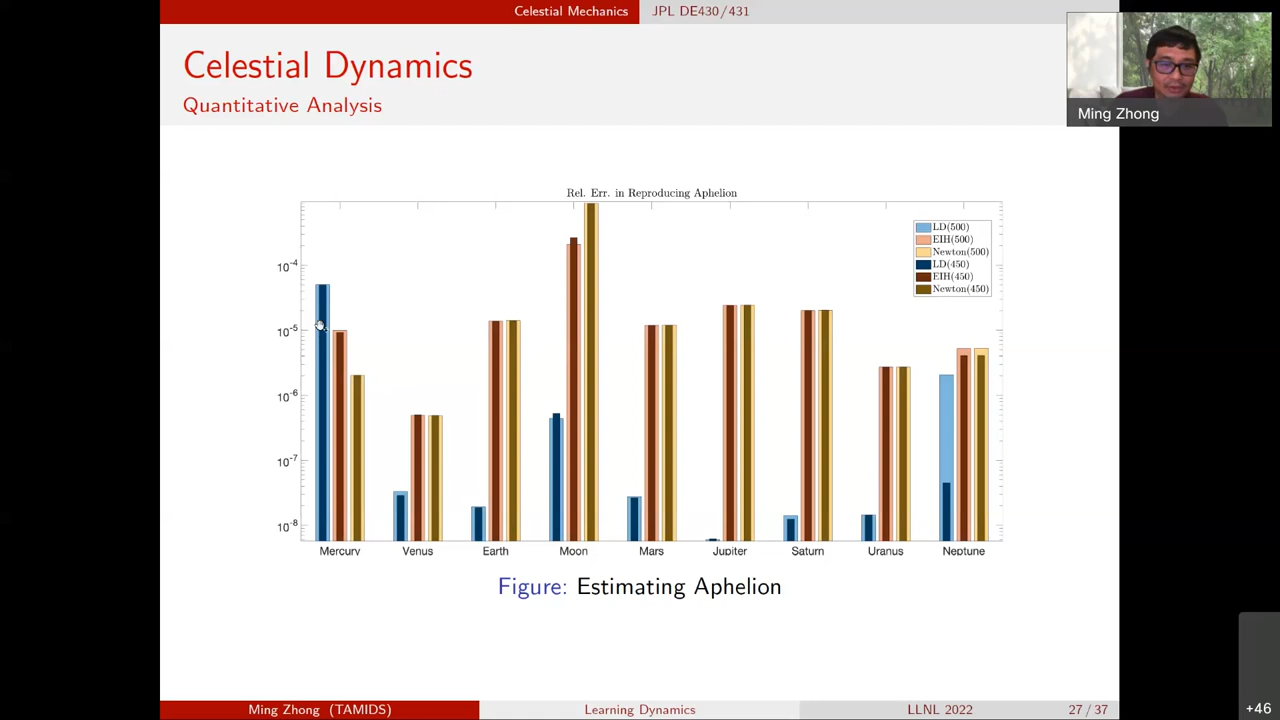 Celestial Mechanics
JPL DE430/431
Celestial Dynamics
Quantitative Analysis
Ming Zhong
Rel. Err. in Reproducing Aphelion
LD(500)
EIH(500)
Newton(500)
LD(450)
EIH(450)
Newton(450)
10-4
10-5
10-6
10-7
10-8
Mercury Venus Earth Moon Mars Jupiter Saturn Uranus Neptune
Figure: Estimating Aphelion
Ming Zhong (TAMIDS)
Learning Dynamics
LLNL 2022
27 / 37
+46